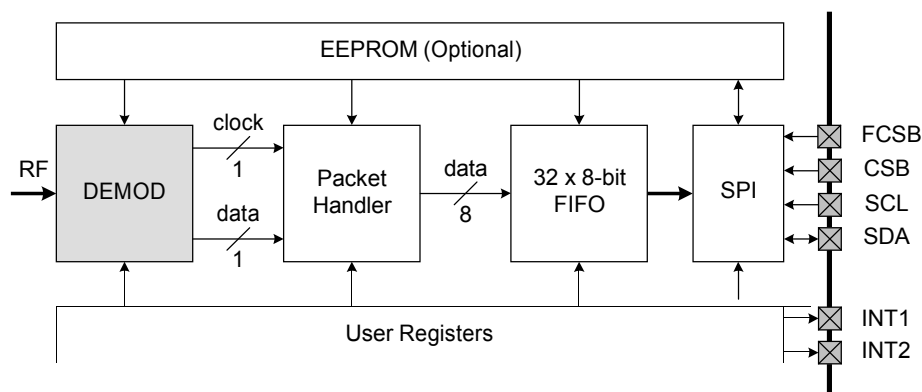 EEPROM (Optional)
RF
DEMOD
clock
1
data
1
Packet
Handler
data
8
32 x 8-bit
FIFO
SPI
FCSB
CSB
SCL
SDA
User Registers
INT1
INT2